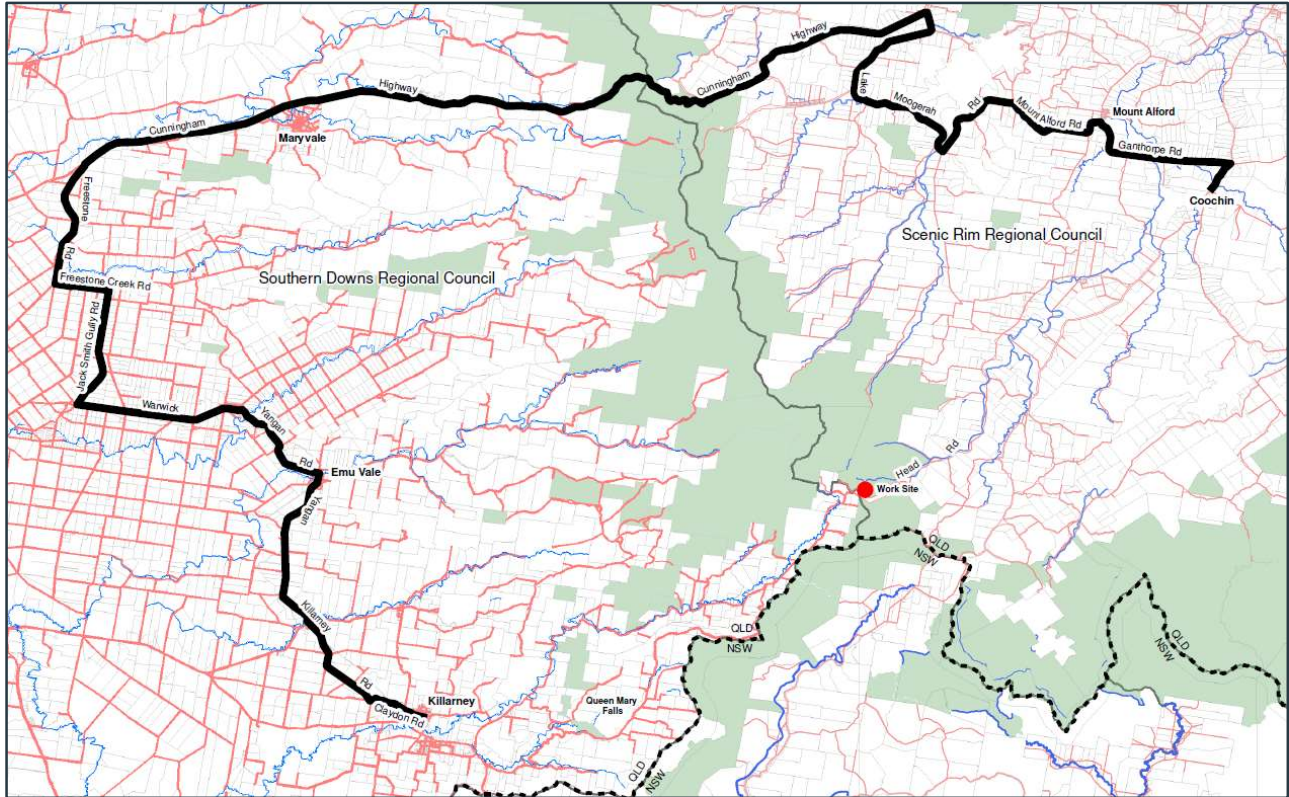 Highway
Cunningham
Highway
Lake
Moogerah
Rd
Mount Alford Rd
Mount Alford
Ganthorpe Rd
Coochin
Cunningham
Maryvale
Freestone
Rd
Freestone Creek Rd
Southern Downs Regional Council
Scenic Rim Regional Council
Jack Smith Gully Rd
Warwick
Yangan
Rd
Emu Vale
Yangan
Head
Rd
Work Site
QLD
NSW
Killarney
Rd
Claydon Rd
Killarney
Queen Mary
Falls
QLD
NSW
QLD
NSW
QLD
NSW